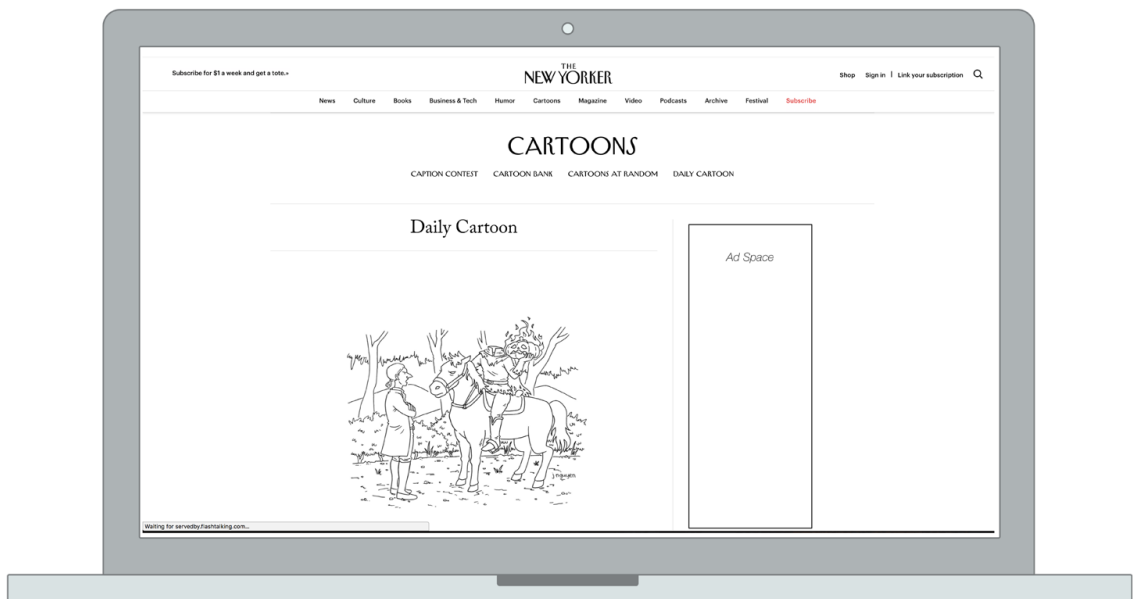 Subscribe for $1 a week and get a tote.»
THE
NEW YORKER
Shop Sign in | Link your subscription
News Culture Books Business & Tech Humor Cartoons Magazine Video Podcasts Archive Festival Subscribe
CARTOONS
CAPTION CONTEST CARTOON BANK CARTOONS AT RANDOM DAILY CARTOON
Daily Cartoon
Ad Space
Waiting for servedby.flashtalking.com...